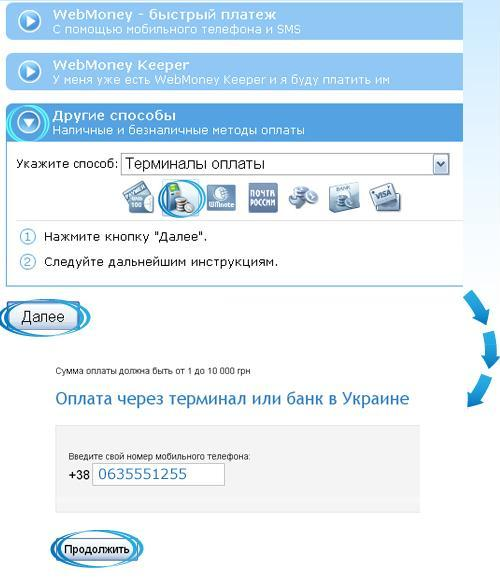 WebMoney - быстрый платеж
С помощью мобильного телефона и SMS
WebMoney Keeper
У меня уже есть WebMoney Keeper и я буду платить им
Другие способы
Наличные и безналичные методы оплаты
Укажите способ: Терминалы оплаты
100 WMnote ПОЧТА РОССИИ BANK VISA
1 Нажмите кнопку "Далее".
2 Следуйте дальнейшим инструкциям.
Далее
Сумма оплаты должна быть от 1 до 10 000 грн
Оплата через терминал или банк в Украине
Введите свой номер мобильного телефона:
+38 0635551255
Продолжить